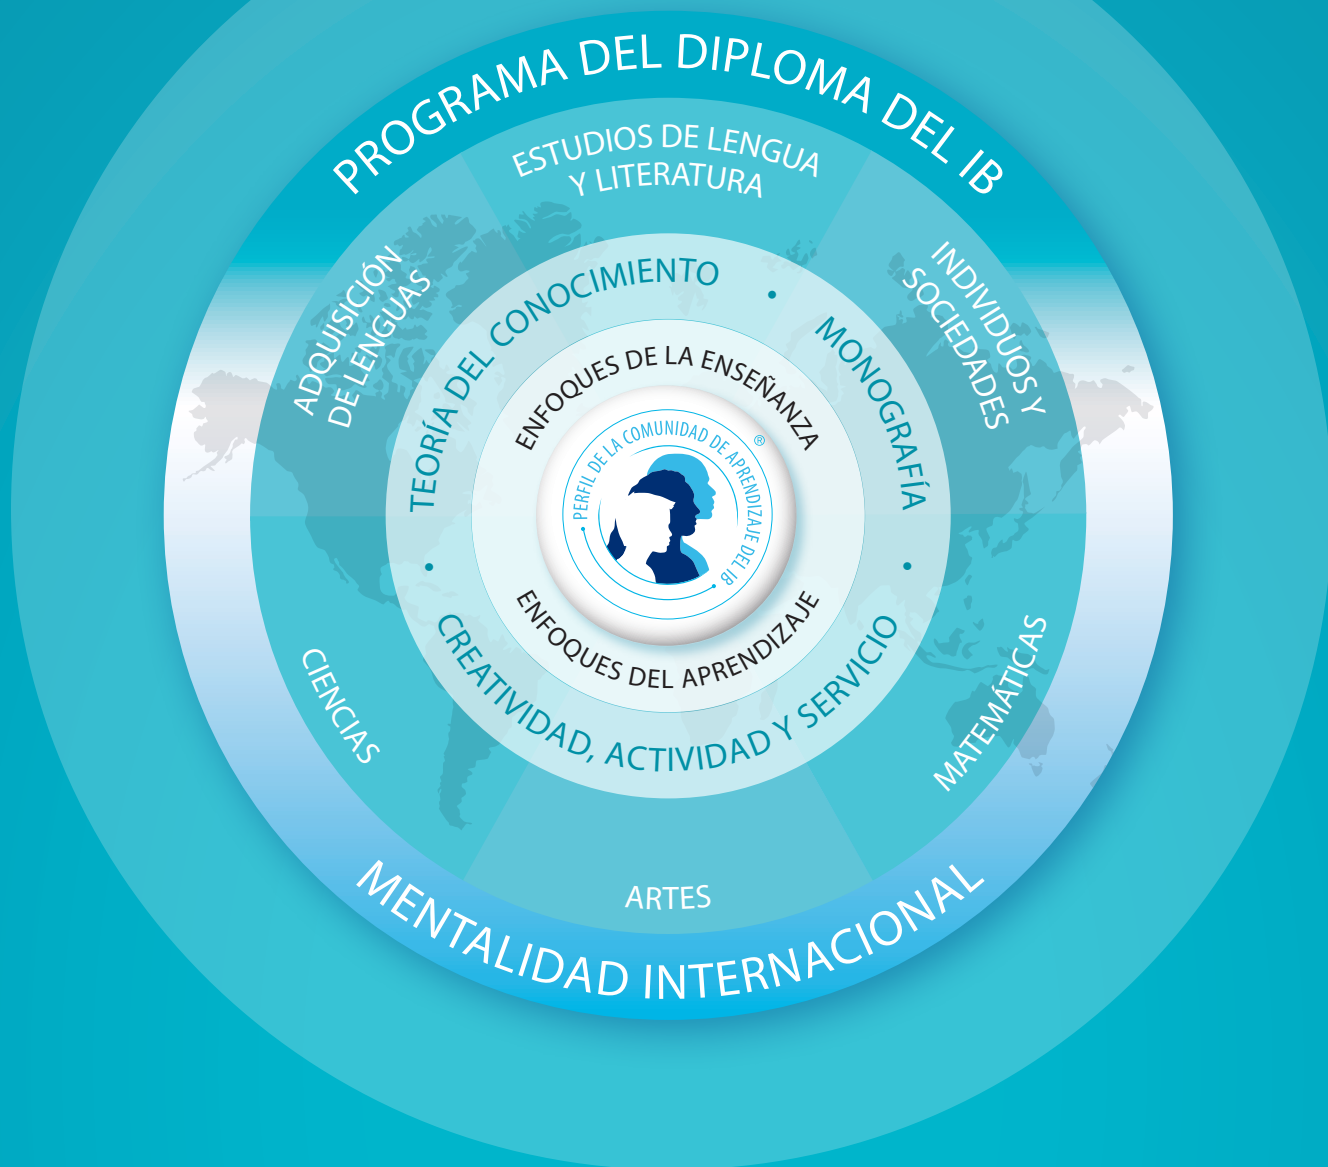 PROGRAMA DEL DIPLOMA DEL IB
ESTUDIOS DE LENGUA
Y LITERATURA
ADQUISICIÓN
DE LENGUAS
INDIVIDUOS Y
SOCIEDADES
TEORÍA DEL CONOCIMIENTO
•
MONOGRAFÍA
•
ENFOQUES DE LA ENSEÑANZA
PERFIL DE LA COMUNIDAD DE APRENDIZAJE DEL IB
®
ENFOQUES DEL APRENDIZAJE
•
CREATIVIDAD, ACTIVIDAD Y SERVICIO
CIENCIAS
MATEMÁTICAS
ARTES
MENTALIDAD INTERNACIONAL